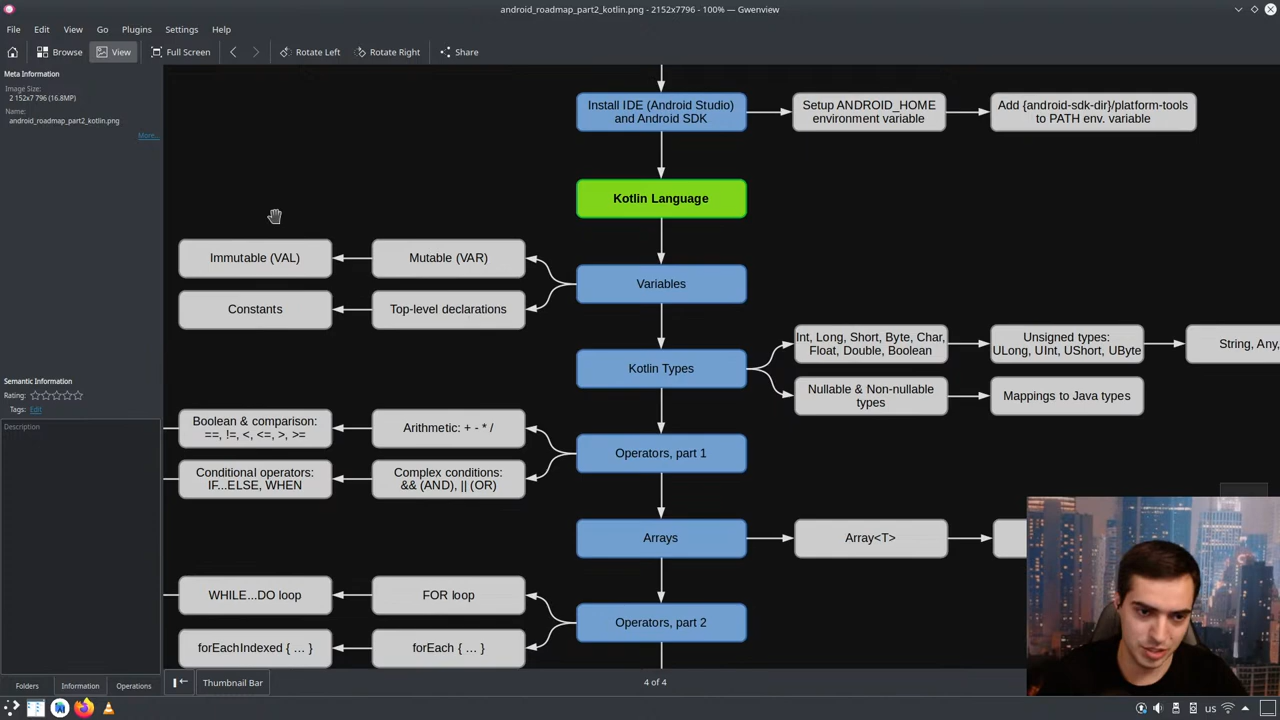 android_roadmap_part2_kotlin.png - 2152x7796 - 100% — Gwenview
File Edit View Go Plugins Settings Help
Browse View Full Screen Rotate Left Rotate Right Share
Meta Information
Image Size:
2 152x7 796 (16.8MP)
Name:
android_roadmap_part2_kotlin.png
More...
Install IDE (Android Studio)
and Android SDK
Setup ANDROID_HOME
environment variable
Add {android-sdk-dir}/platform-tools
to PATH env. variable
Kotlin Language
Immutable (VAL)
Mutable (VAR)
Variables
Constants
Top-level declarations
Int, Long, Short, Byte, Char,
Float, Double, Boolean
Unsigned types:
ULong, UInt, UShort, UByte
String, Any,
Kotlin Types
Nullable & Non-nullable
types
Mappings to Java types
Semantic Information
Rating:
Tags: Edit
Description
Boolean & comparison:
==, !=, <, <=, >, >=
Arithmetic: + - * /
Operators, part 1
Conditional operators:
IF...ELSE, WHEN
Complex conditions:
&& (AND), || (OR)
Arrays
Array<T>
WHILE...DO loop
FOR loop
Operators, part 2
forEachIndexed { ... }
forEach { ... }
Folders Information Operations
Thumbnail Bar
4 of 4
us